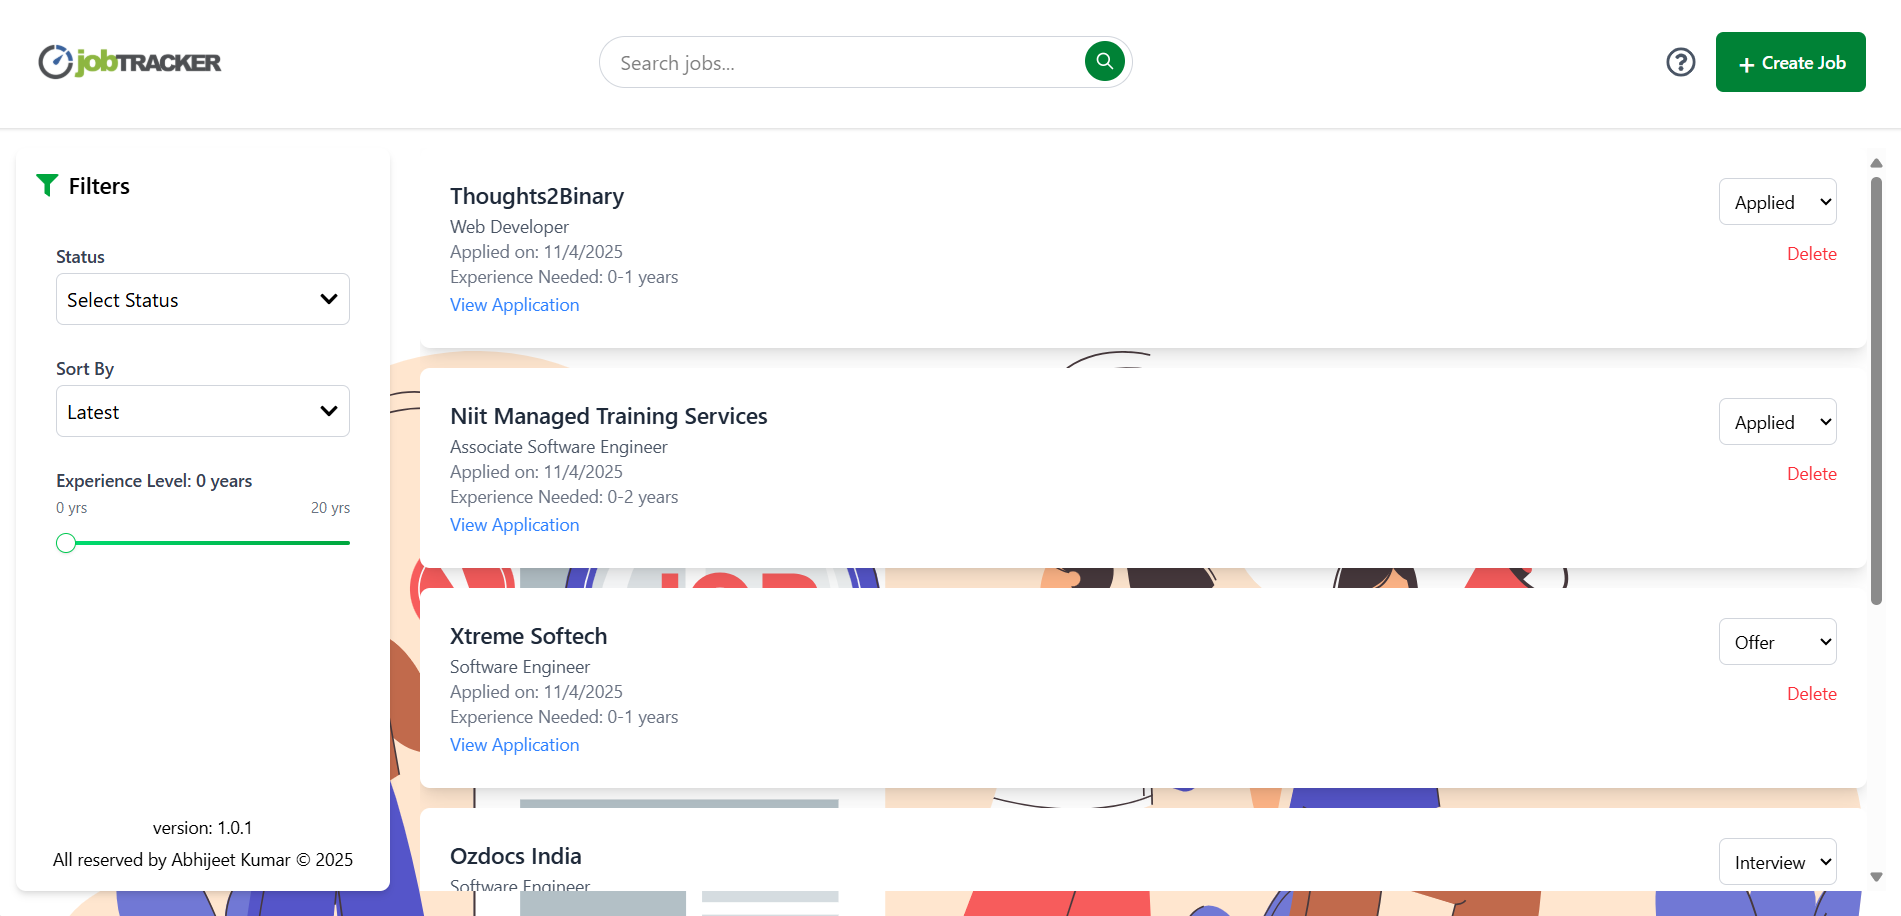 jobTRACKER
Search jobs...
+ Create Job
Filters
Status
Select Status
Sort By
Latest
Experience Level: 0 years
0 yrs 20 yrs
version: 1.0.1
All reserved by Abhijeet Kumar © 2025
Thoughts2Binary
Web Developer
Applied on: 11/4/2025
Experience Needed: 0-1 years
View Application
Applied
Delete
Niit Managed Training Services
Associate Software Engineer
Applied on: 11/4/2025
Experience Needed: 0-2 years
View Application
Applied
Delete
JOB
Xtreme Softech
Software Engineer
Applied on: 11/4/2025
Experience Needed: 0-1 years
View Application
Offer
Delete
Ozdocs India
Software Engineer
Interview